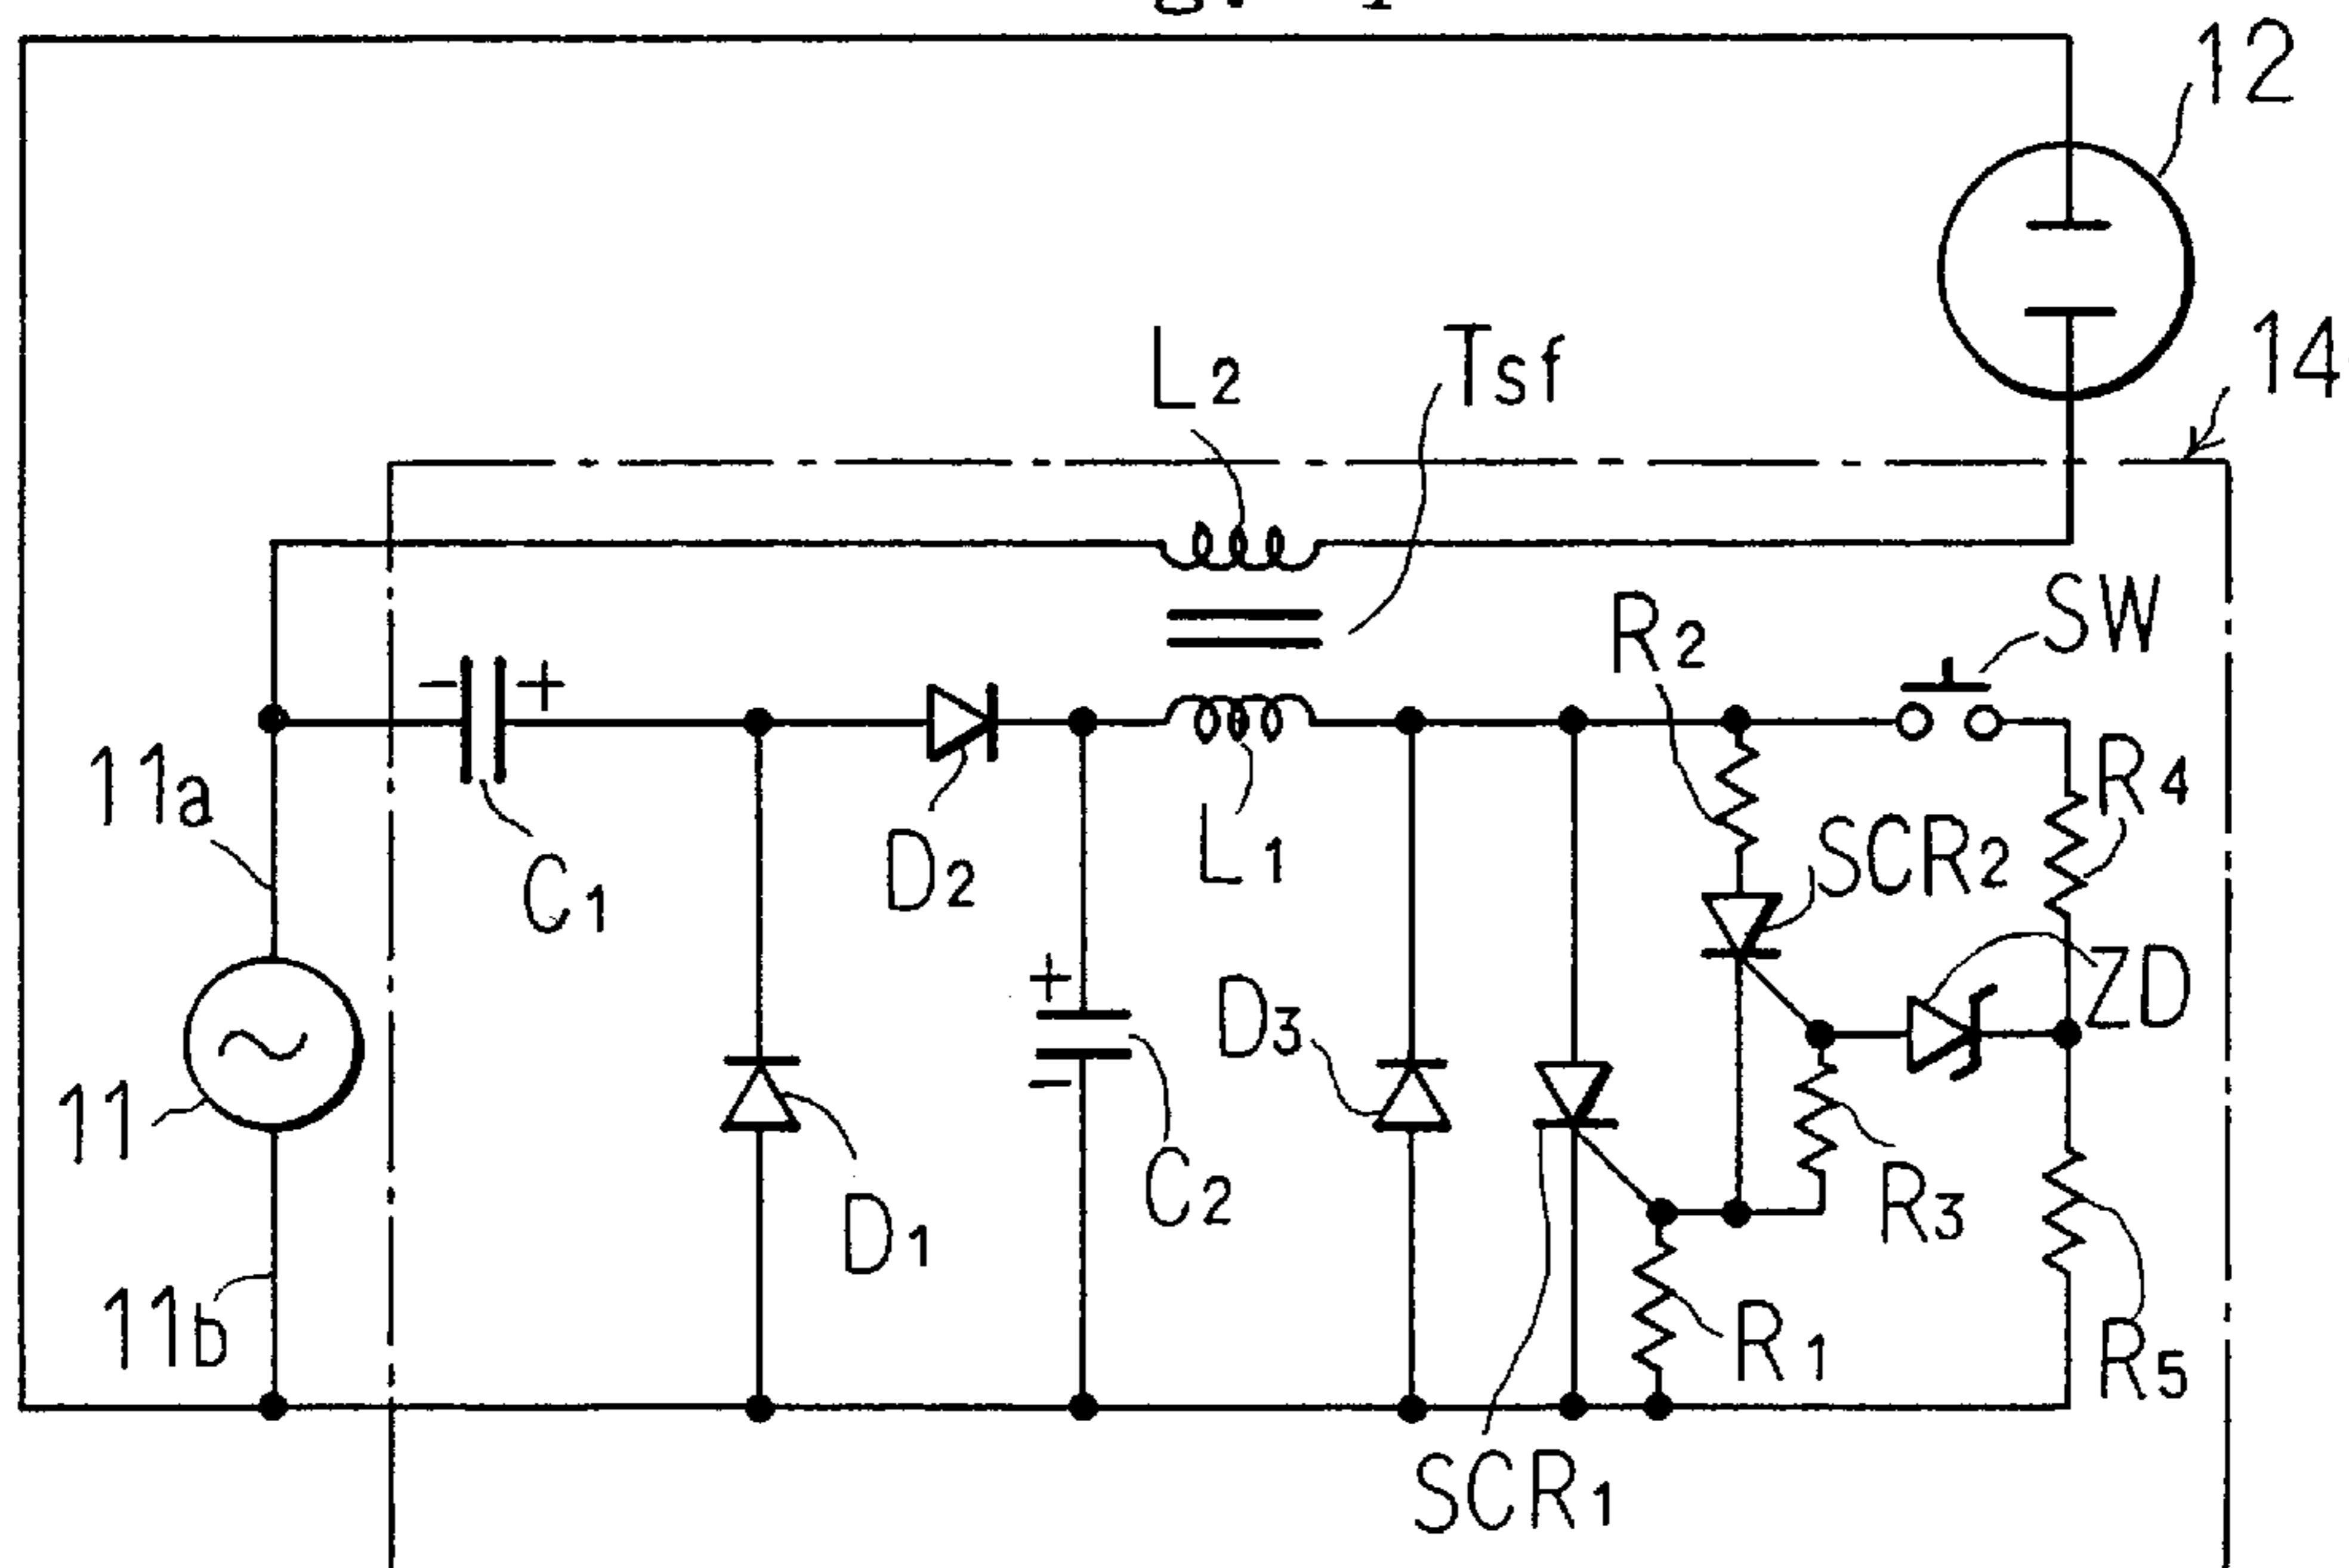 12
14
L2
Tsf
R2
SW
11a
C1
D2
L1
SCR2
R4
+
-
-
+
ZD
D3
11
C2
D1
R3
11b
R1
R5
SCR1